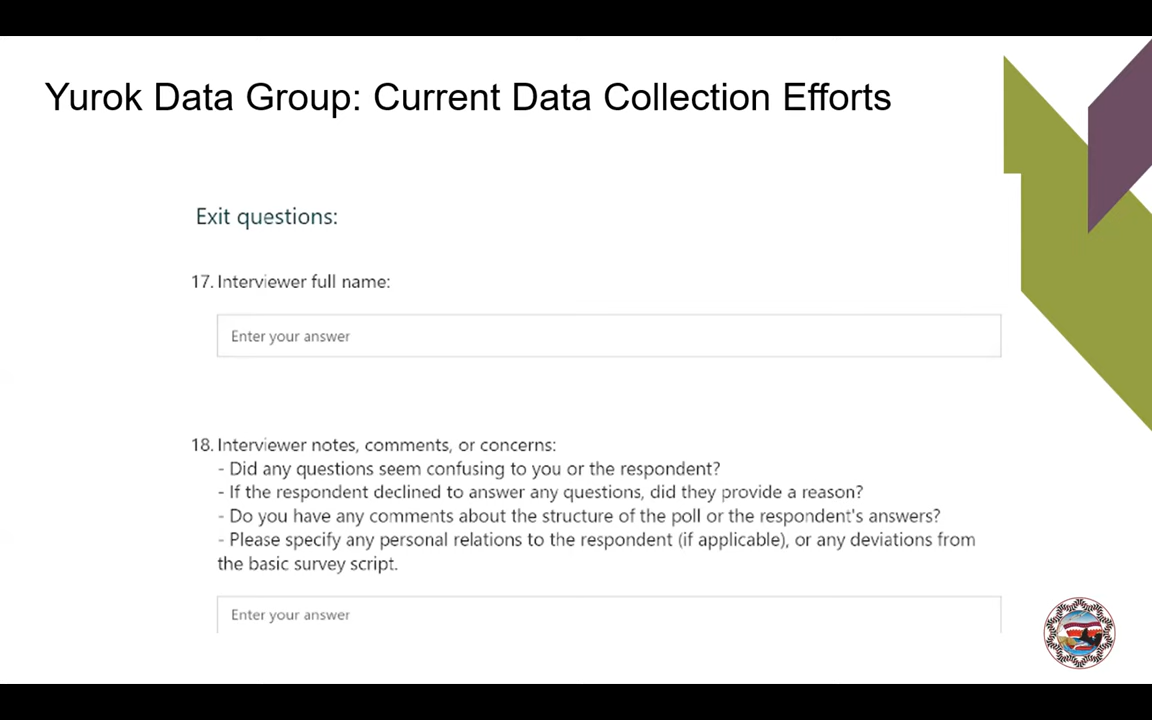 Yurok Data Group: Current Data Collection Efforts
Exit questions:
17. Interviewer full name:
Enter your answer
18. Interviewer notes, comments, or concerns:
- Did any questions seem confusing to you or the respondent?
- If the respondent declined to answer any questions, did they provide a reason?
- Do you have any comments about the structure of the poll or the respondent's answers?
- Please specify any personal relations to the respondent (if applicable), or any deviations from
the basic survey script.
Enter your answer